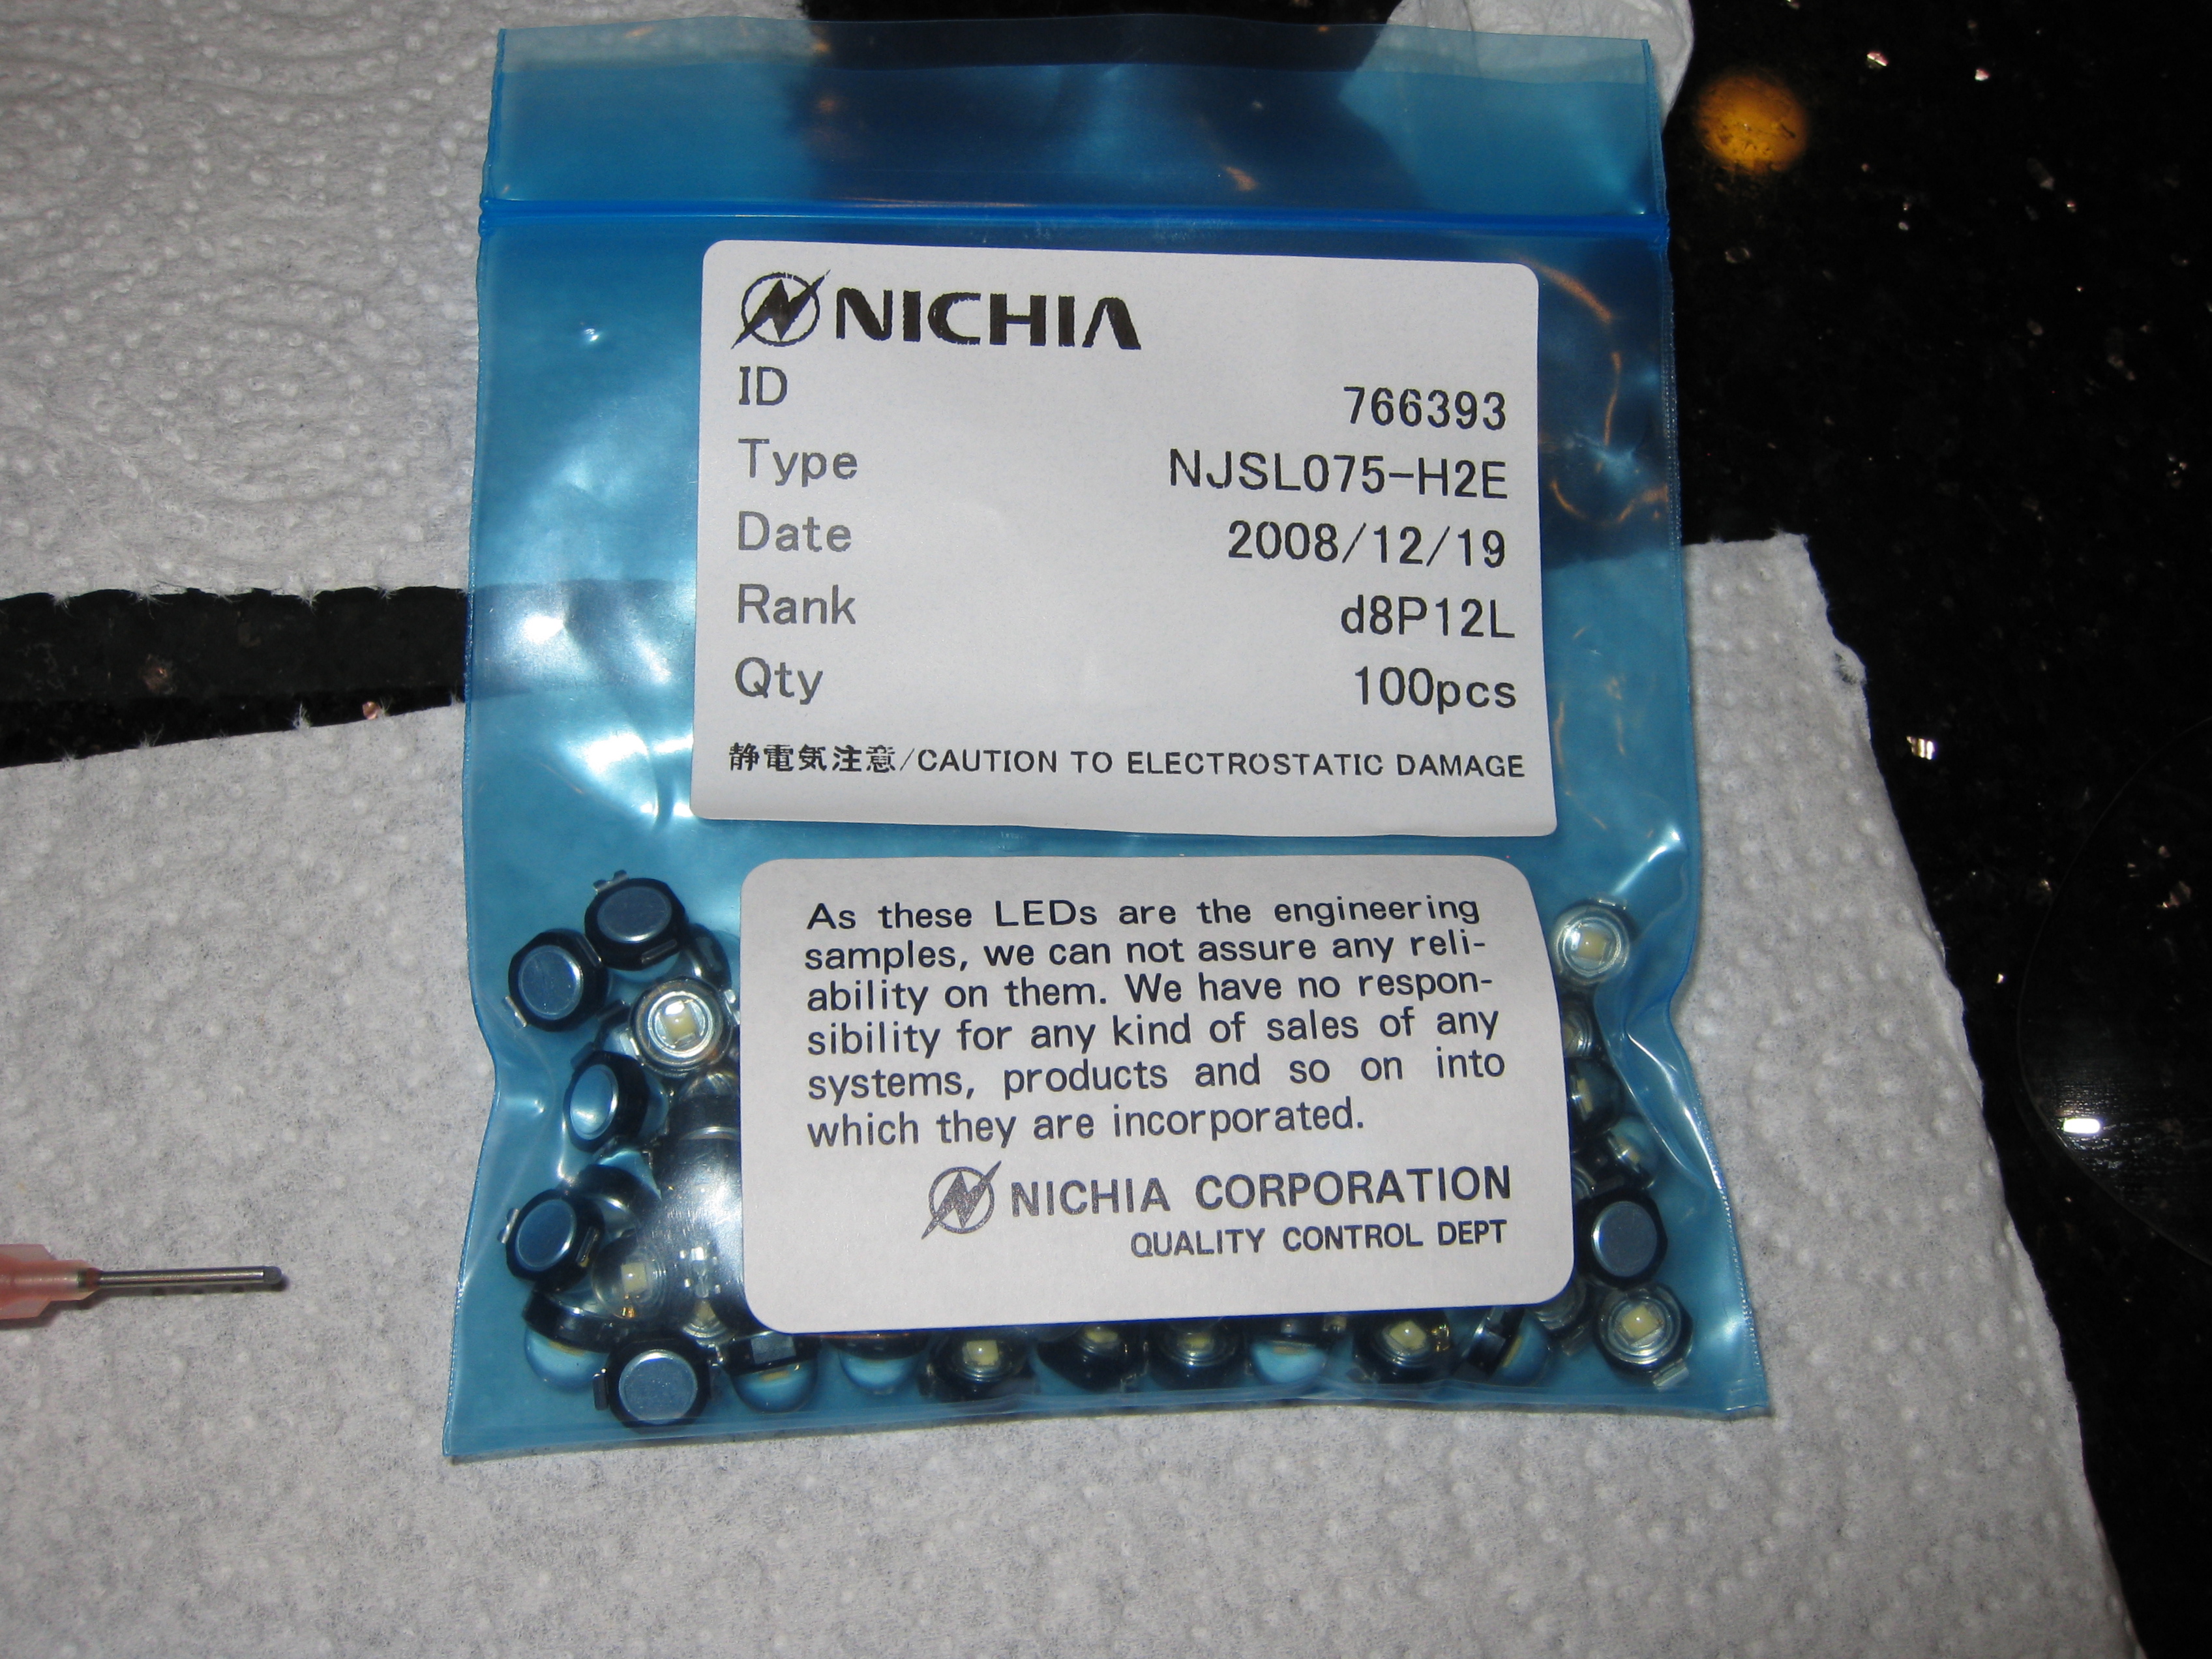 NICHIA
ID 766393
Type NJSL075-H2E
Date 2008/12/19
Rank d8P12L
Qty 100pcs
静電気注意/CAUTION TO ELECTROSTATIC DAMAGE
As these LEDs are the engineering
samples, we can not assure any reli-
ability on them. We have no respon-
sibility for any kind of sales of any
systems, products and so on into
which they are incorporated.
NICHIA CORPORATION
QUALITY CONTROL DEPT